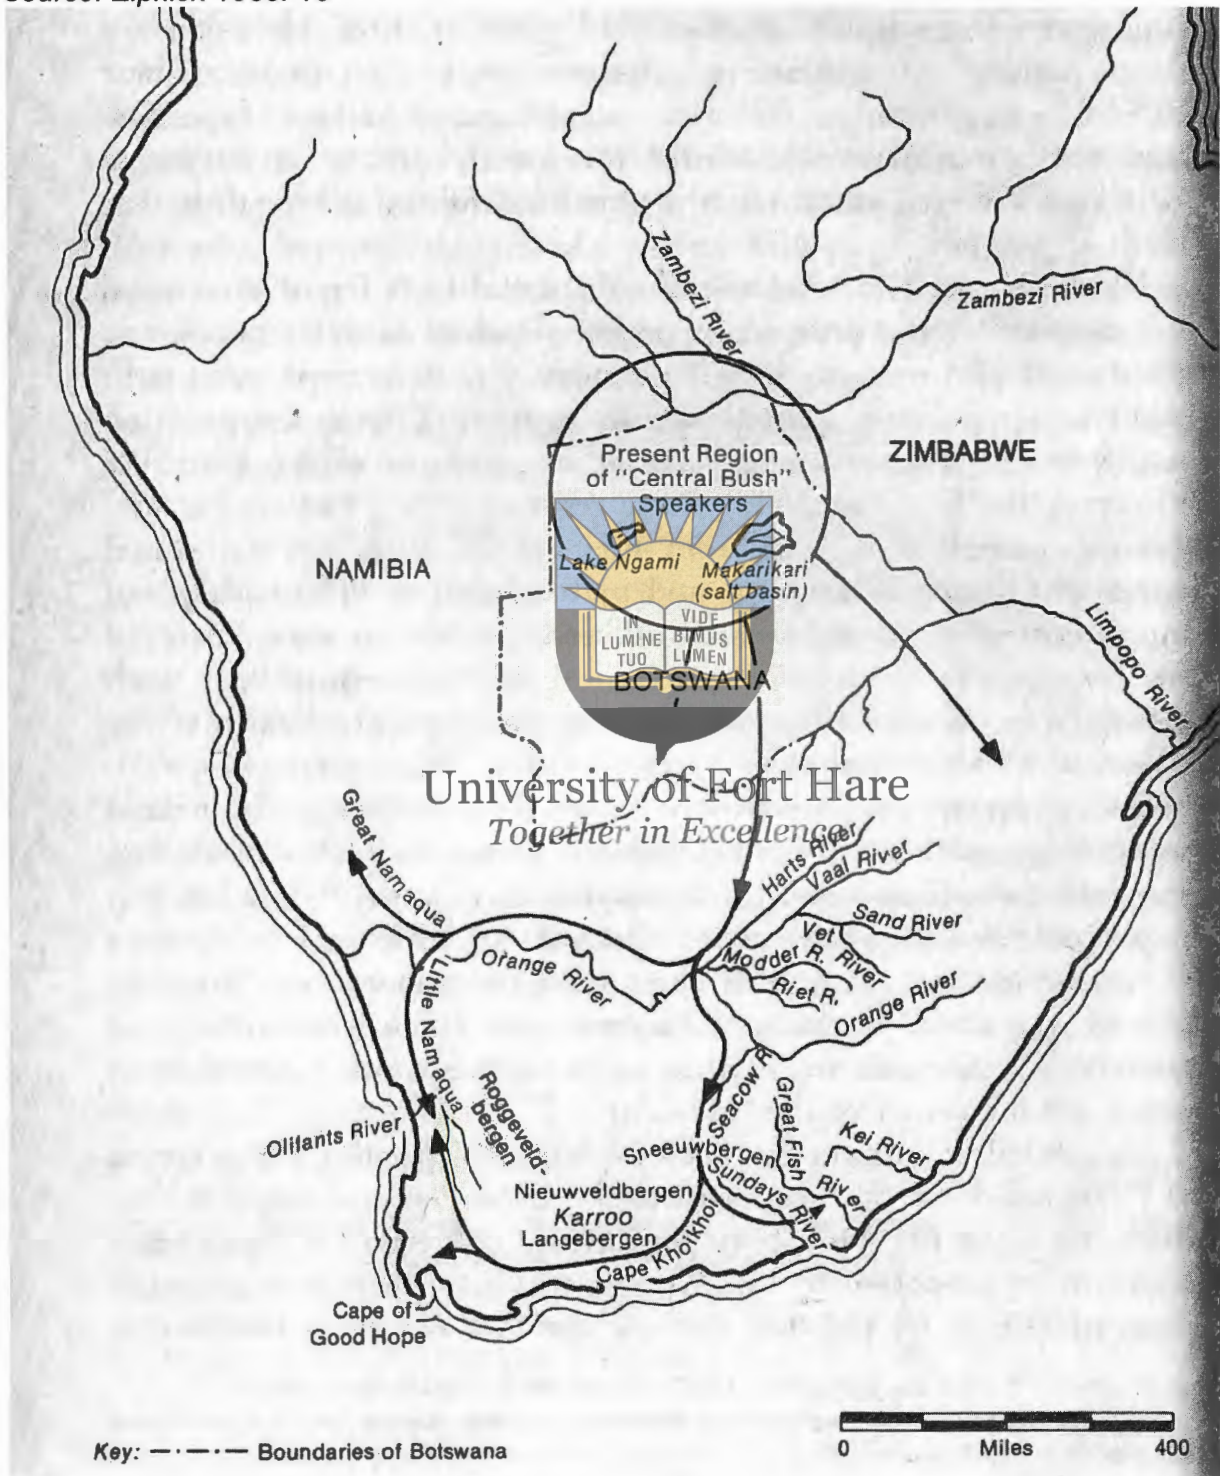 Zambezi River
Zambezi River
ZIMBABWE
Present Region
of "Central Bush"
Speakers
Lake Ngami
Makarikari
(salt basin)
NAMIBIA
IN
LUMINE
TUO
VIDE
BIMUS
LUMEN
BOTSWANA
Limpopo River
University of Fort Hare
Together in Excellence
Great Namaqua
Harts River
Vaal River
Sand River
Vet River
Modder R.
Riet R.
Orange River
Orange River
Little Namaqua
Roggeveld-
bergen
Seacow R.
Great Fish River
Kei River
Olifants River
Sneeuwbergen
Sundays River
Nieuwveldbergen
Karroo
Langebergen
Cape Khoikhoi
Cape of
Good Hope
Key: Boundaries of Botswana
0 Miles 400